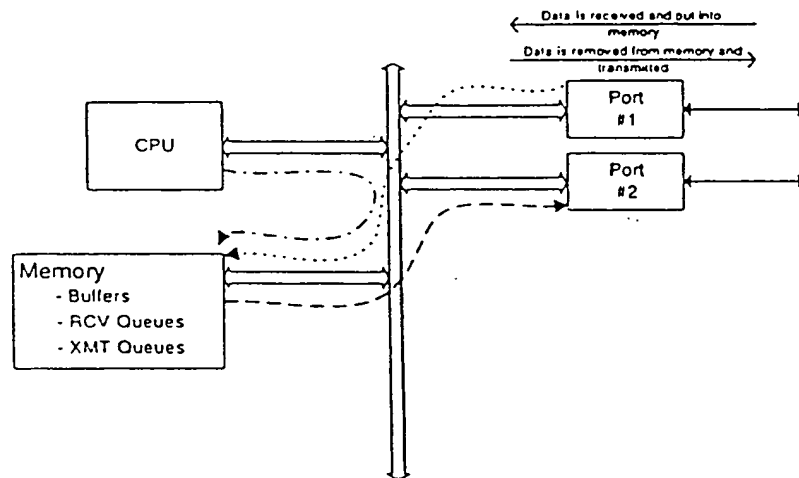 Data is received and put into
memory
Data is removed from memory and
transmitted
Port
#1
CPU
Port
#2
Memory
- Buffers
- RCV Queues
- XMT Queues